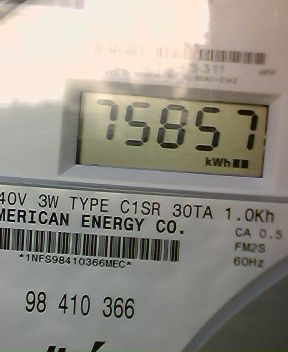 75857
kWh
40V 3W TYPE C1SR 30TA 1.0Kh
MERICAN ENERGY CO.
CA 0.5
FM2S
*1NFS98410366MEC*
60Hz
98 410 366